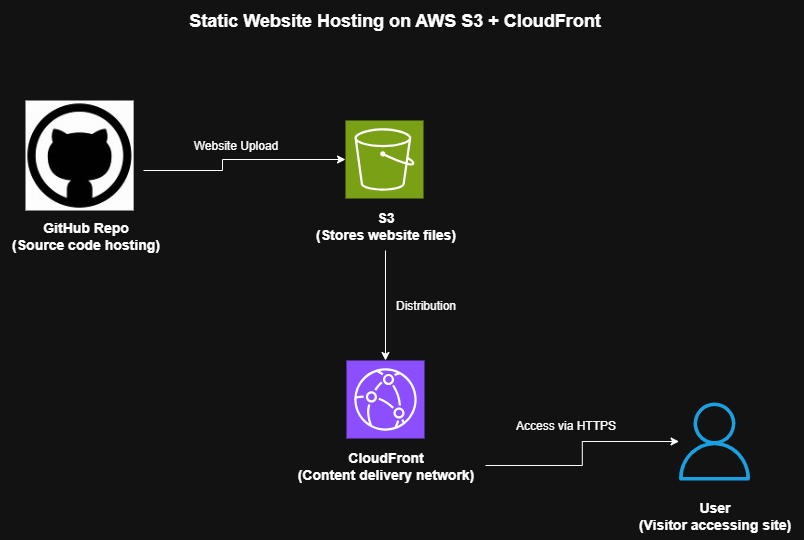 Static Website Hosting on AWS S3 + CloudFront
Website Upload
GitHub Repo
(Source code hosting)
S3
(Stores website files)
Distribution
CloudFront
(Content delivery network)
Access via HTTPS
User
(Visitor accessing site)